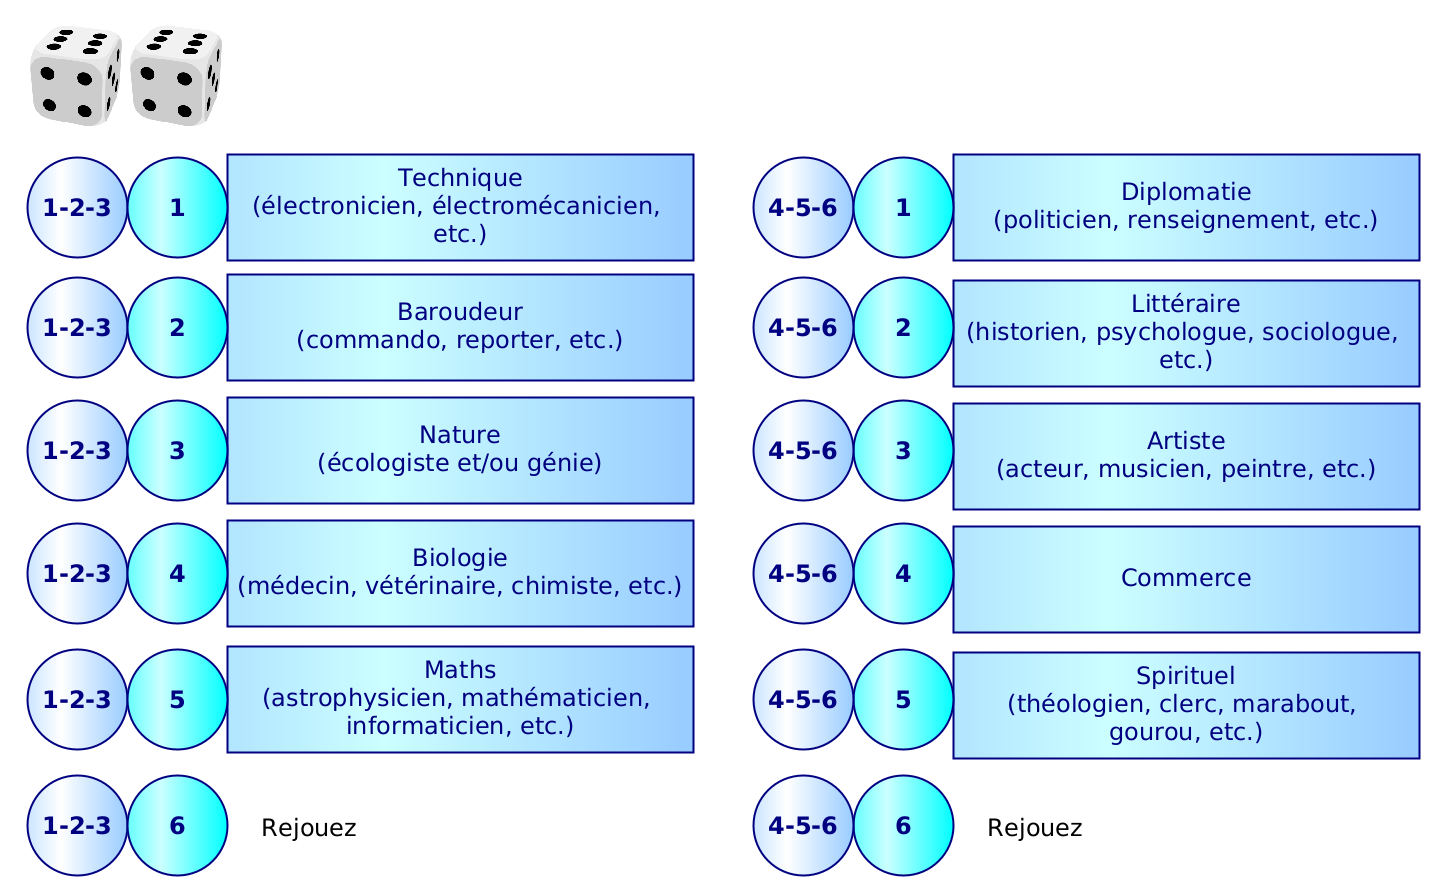 1-2-3
1
Technique
(électronicien, électromécanicien,
etc.)
1-2-3
2
Baroudeur
(commando, reporter, etc.)
1-2-3
3
Nature
(écologiste et/ou génie)
1-2-3
4
Biologie
(médecin, vétérinaire, chimiste, etc.)
1-2-3
5
Maths
(astrophysicien, mathématicien,
informaticien, etc.)
1-2-3
6
Rejouez
4-5-6
1
Diplomatie
(politicien, renseignement, etc.)
4-5-6
2
Littéraire
(historien, psychologue, sociologue,
etc.)
4-5-6
3
Artiste
(acteur, musicien, peintre, etc.)
4-5-6
4
Commerce
4-5-6
5
Spirituel
(théologien, clerc, marabout,
gourou, etc.)
4-5-6
6
Rejouez